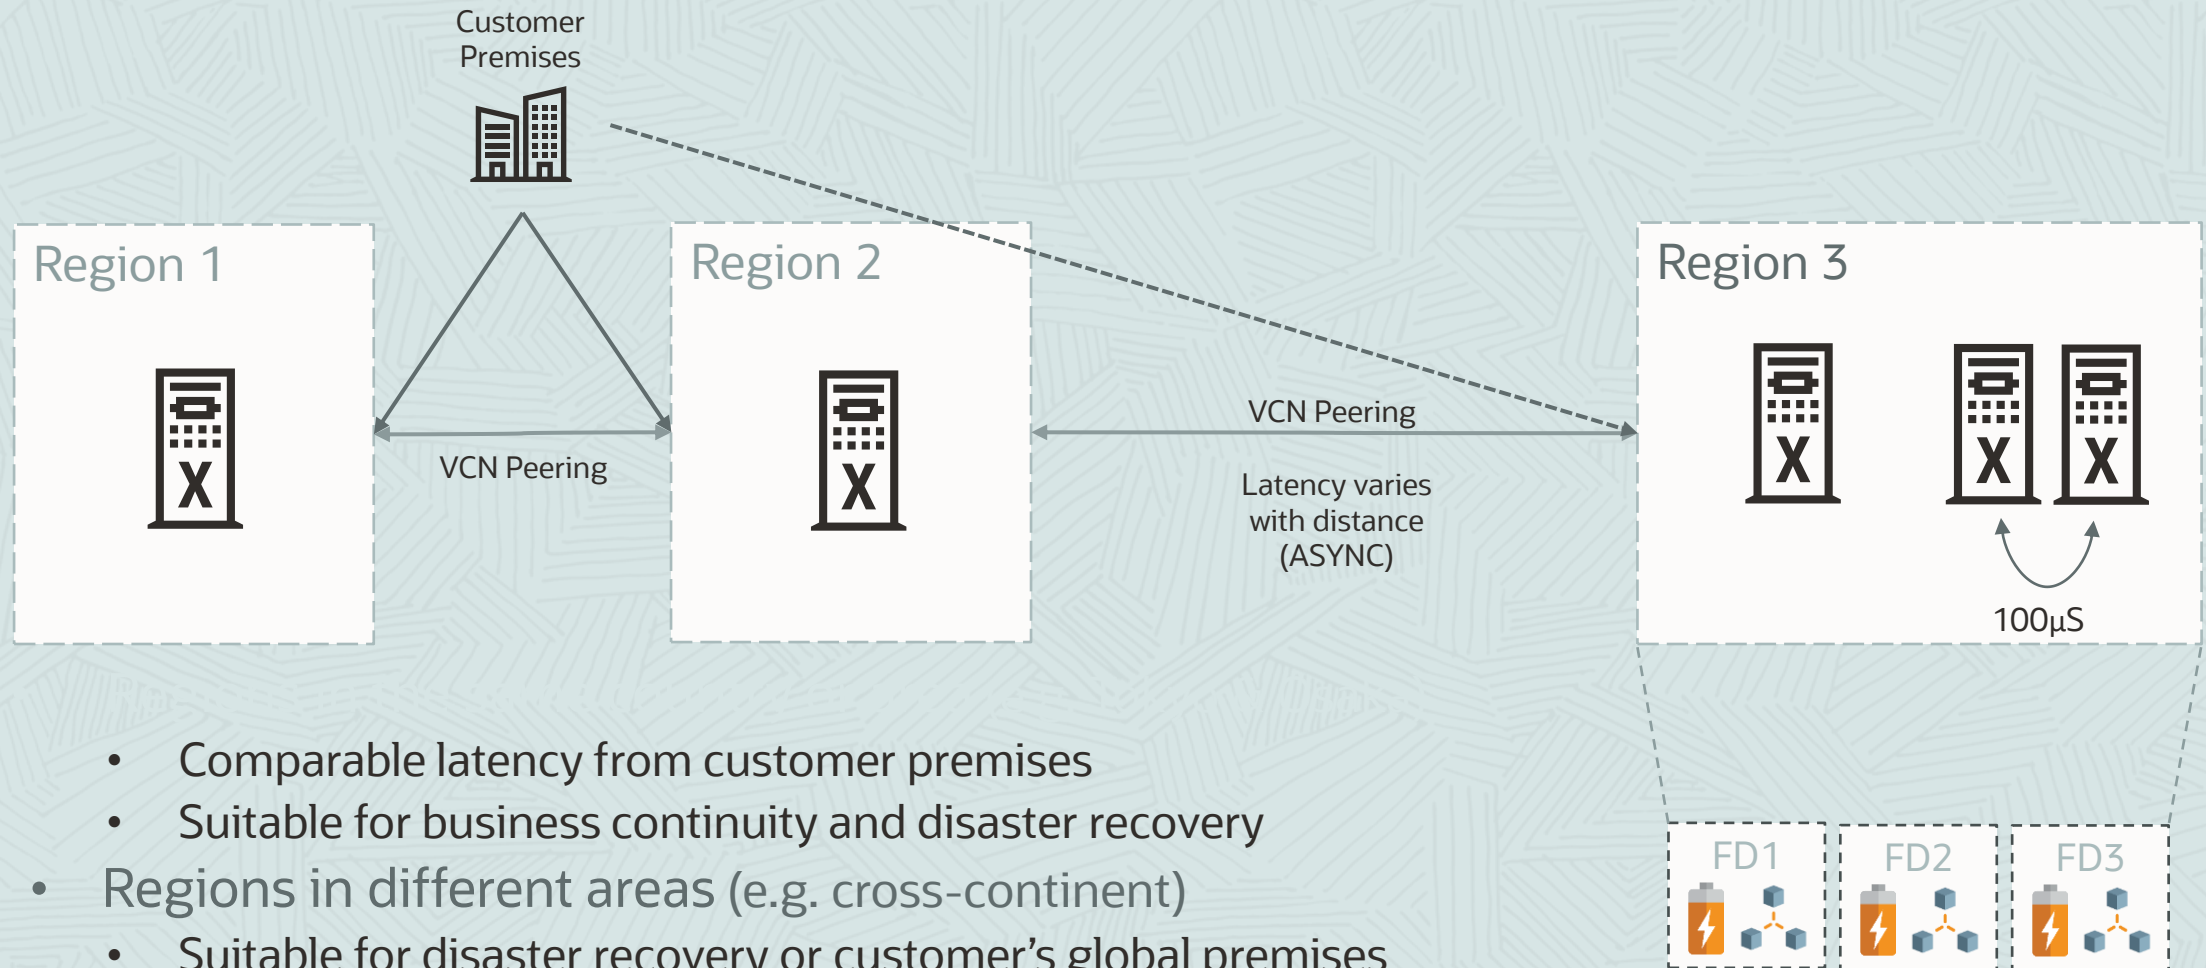 Customer
Premises
Region 1
Region 2
Region 3
VCN Peering
VCN Peering
Latency varies
with distance
(ASYNC)
X
X
X
X
X
100µS
• Comparable latency from customer premises
• Suitable for business continuity and disaster recovery
• Regions in different areas (e.g. cross-continent)
• Suitable for disaster recovery or customer's global premises
FD1
FD2
FD3